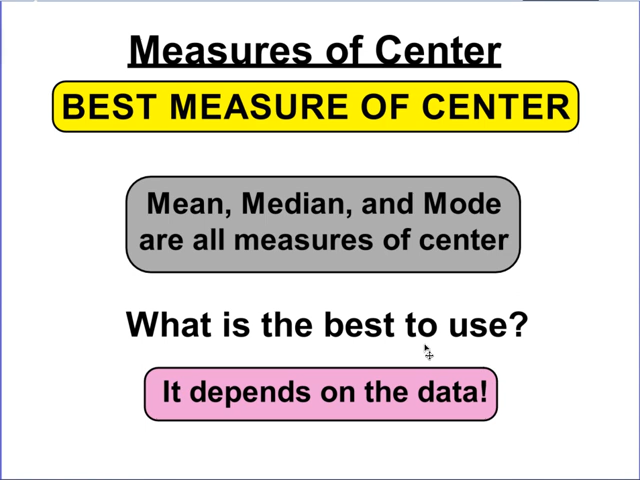 Measures of Center
BEST MEASURE OF CENTER
Mean, Median, and Mode
are all measures of center
What is the best to use?
It depends on the data!